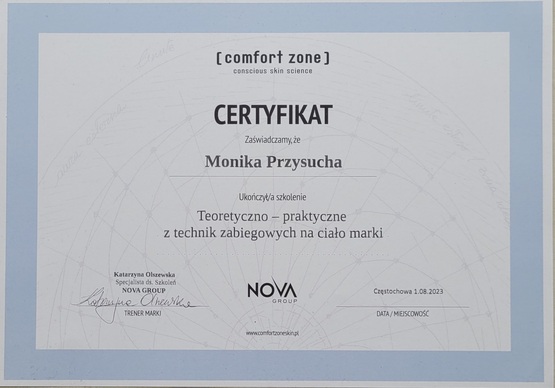 [ comfort zone ]
conscious skin science
CERTYFIKAT
Zaświadczamy, że
Monika Przysucha
Ukończył/a szkolenie
Teoretyczno – praktyczne
z technik zabiegowych na ciało marki
Katarzyna Olszewska
Specjalista ds. Szkoleń
NOVA GROUP
Katarzyna Olszewska
TRENER MARKI
NOVA
GROUP
Częstochowa 1.08.2023
DATA / MIEJSCOWOŚĆ
www.comfortzoneskin.pl